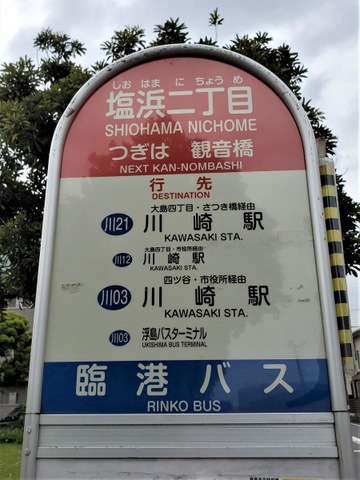 しお はま に ちょうめ
塩浜二丁目
SHIOHAMA NICHOME
つぎは 観音橋
NEXT KAN-NOMBASHI
行先
DESTINATION
大島四丁目・さつき橋経由
川21 川崎駅
KAWASAKI STA.
大島四丁目・市役所経由
川12 川崎駅
KAWASAKI STA.
四ツ谷・市役所経由
川03 川崎駅
KAWASAKI STA.
川03 浮島バスターミナル
UKISHIMA BUS TERMINAL
臨港バス
RINKO BUS